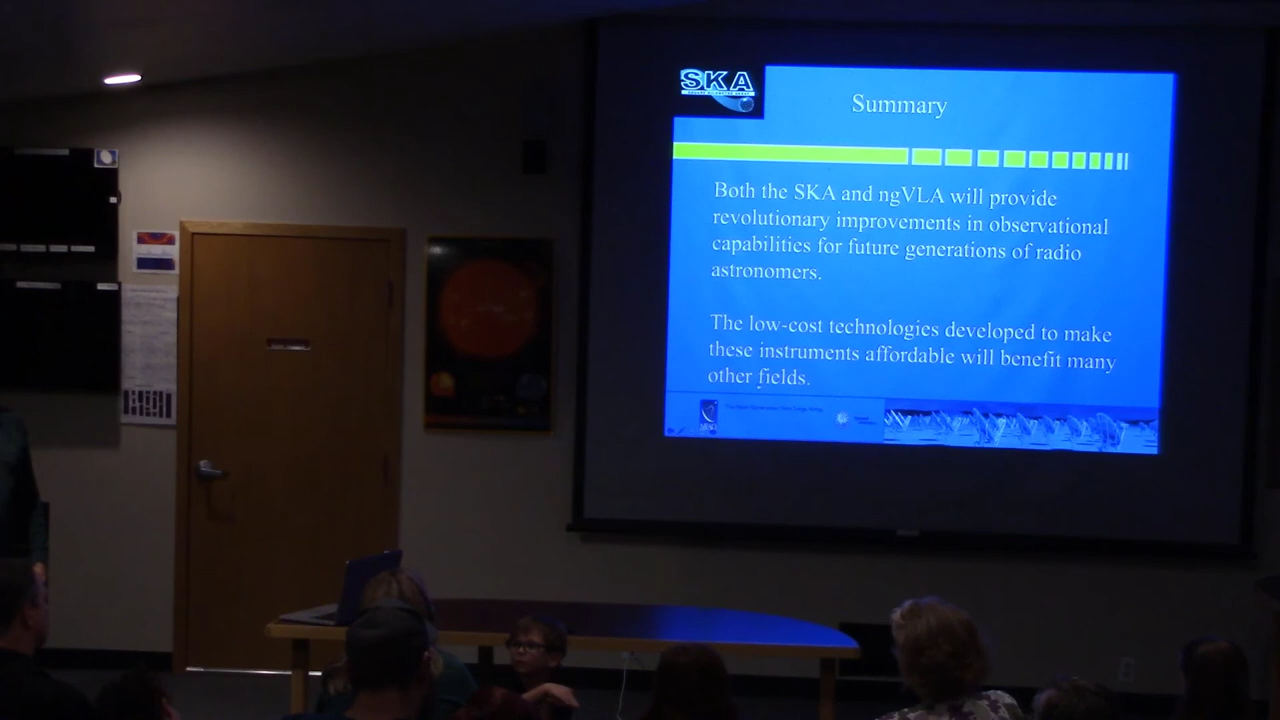 SKA
Summary
Both the SKA and ngVLA will provide
revolutionary improvements in observational
capabilities for future generations of radio
astronomers.
The low-cost technologies developed to make
these instruments affordable will benefit many
other fields.